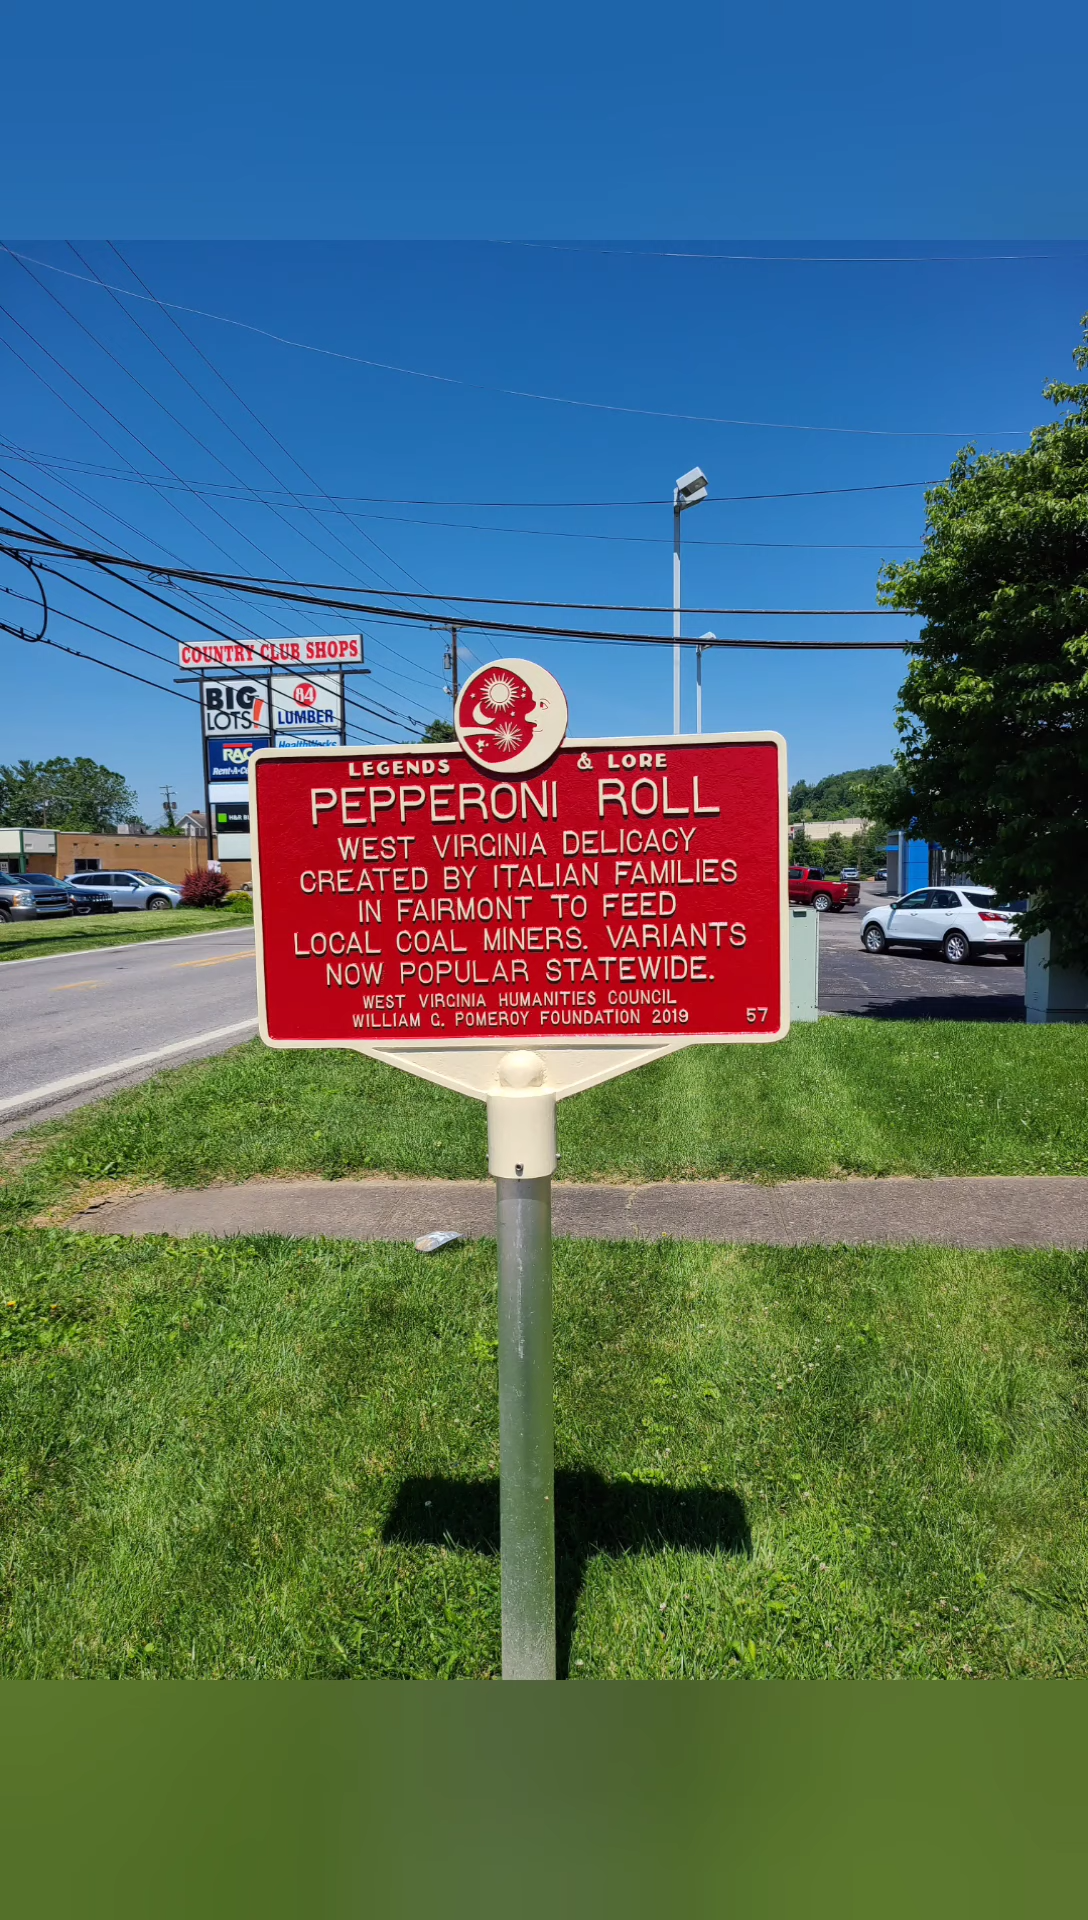 COUNTRY CLUB SHOPS
BIG
LOTS!
84
LUMBER
RAC
Rent-A-C
HealthWorks
H&R B
LEGENDS & LORE
PEPPERONI ROLL
WEST VIRGINIA DELICACY
CREATED BY ITALIAN FAMILIES
IN FAIRMONT TO FEED
LOCAL COAL MINERS. VARIANTS
NOW POPULAR STATEWIDE.
WEST VIRGINIA HUMANITIES COUNCIL
WILLIAM G. POMEROY FOUNDATION 2019 57